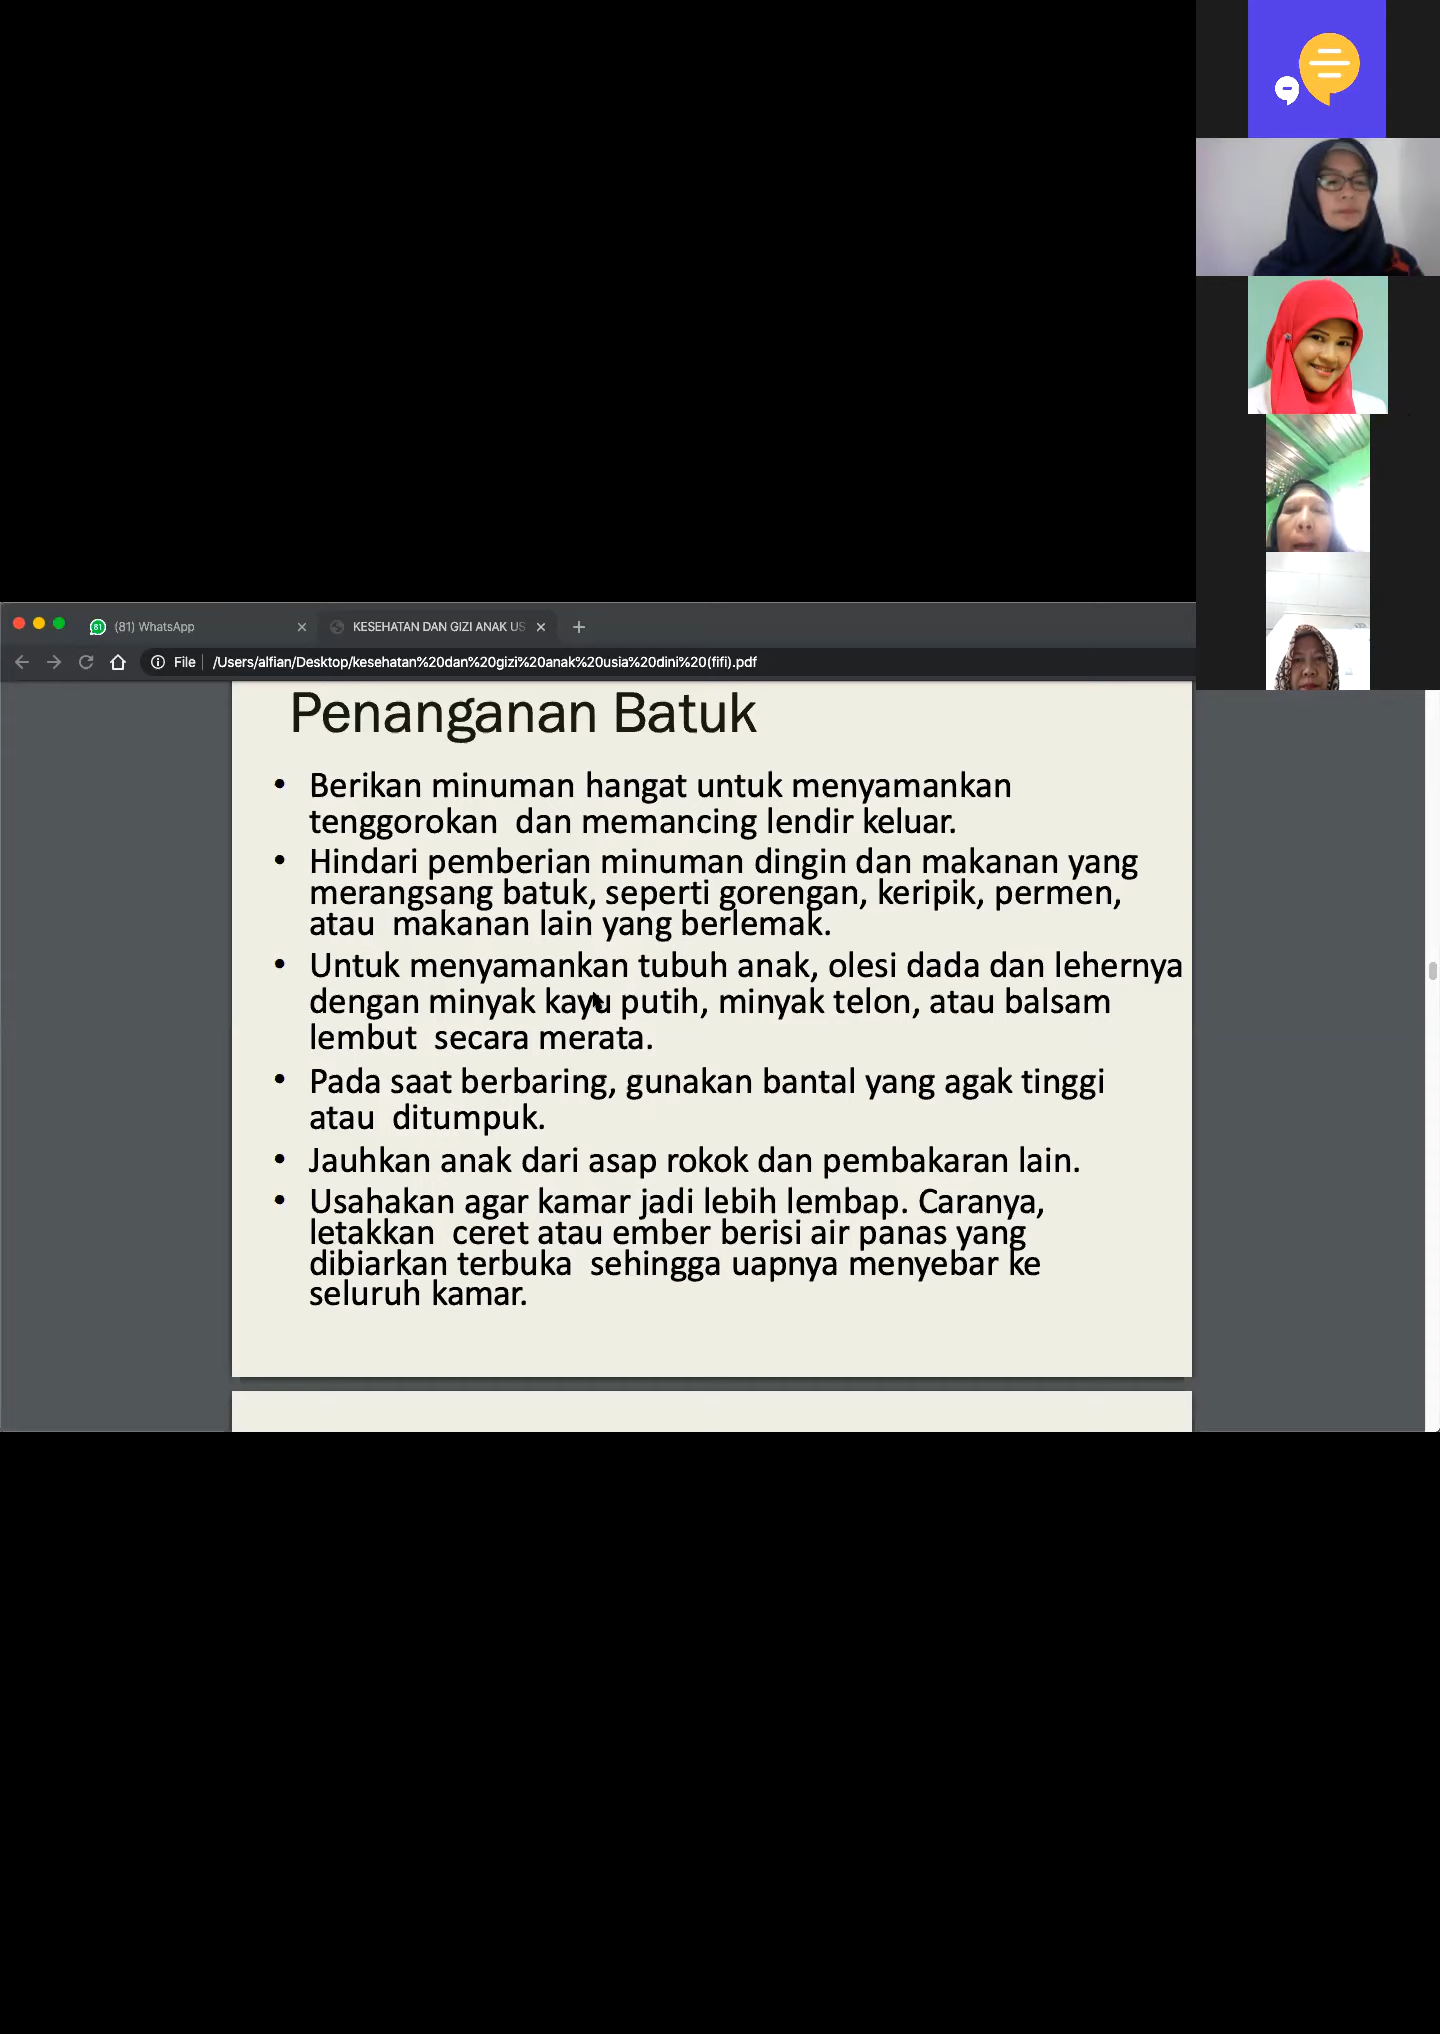 (81) WhatsApp
KESEHATAN DAN GIZI ANAK US
File
/Users/alfian/Desktop/kesehatan%20dan%20gizi%20anak%20usia%20dini%20(fifi).pdf
Penanganan Batuk
• Berikan minuman hangat untuk menyamankan
tenggorokan dan memancing lendir keluar.
• Hindari pemberian minuman dingin dan makanan yang
merangsang batuk, seperti gorengan, keripik, permen,
atau makanan lain yang berlemak.
• Untuk menyamankan tubuh anak, olesi dada dan lehernya
dengan minyak kayu putih, minyak telon, atau balsam
lembut secara merata.
• Pada saat berbaring, gunakan bantal yang agak tinggi
atau ditumpuk.
• Jauhkan anak dari asap rokok dan pembakaran lain.
• Usahakan agar kamar jadi lebih lembap. Caranya,
letakkan ceret atau ember berisi air panas yang
dibiarkan terbuka sehingga uapnya menyebar ke
seluruh kamar.